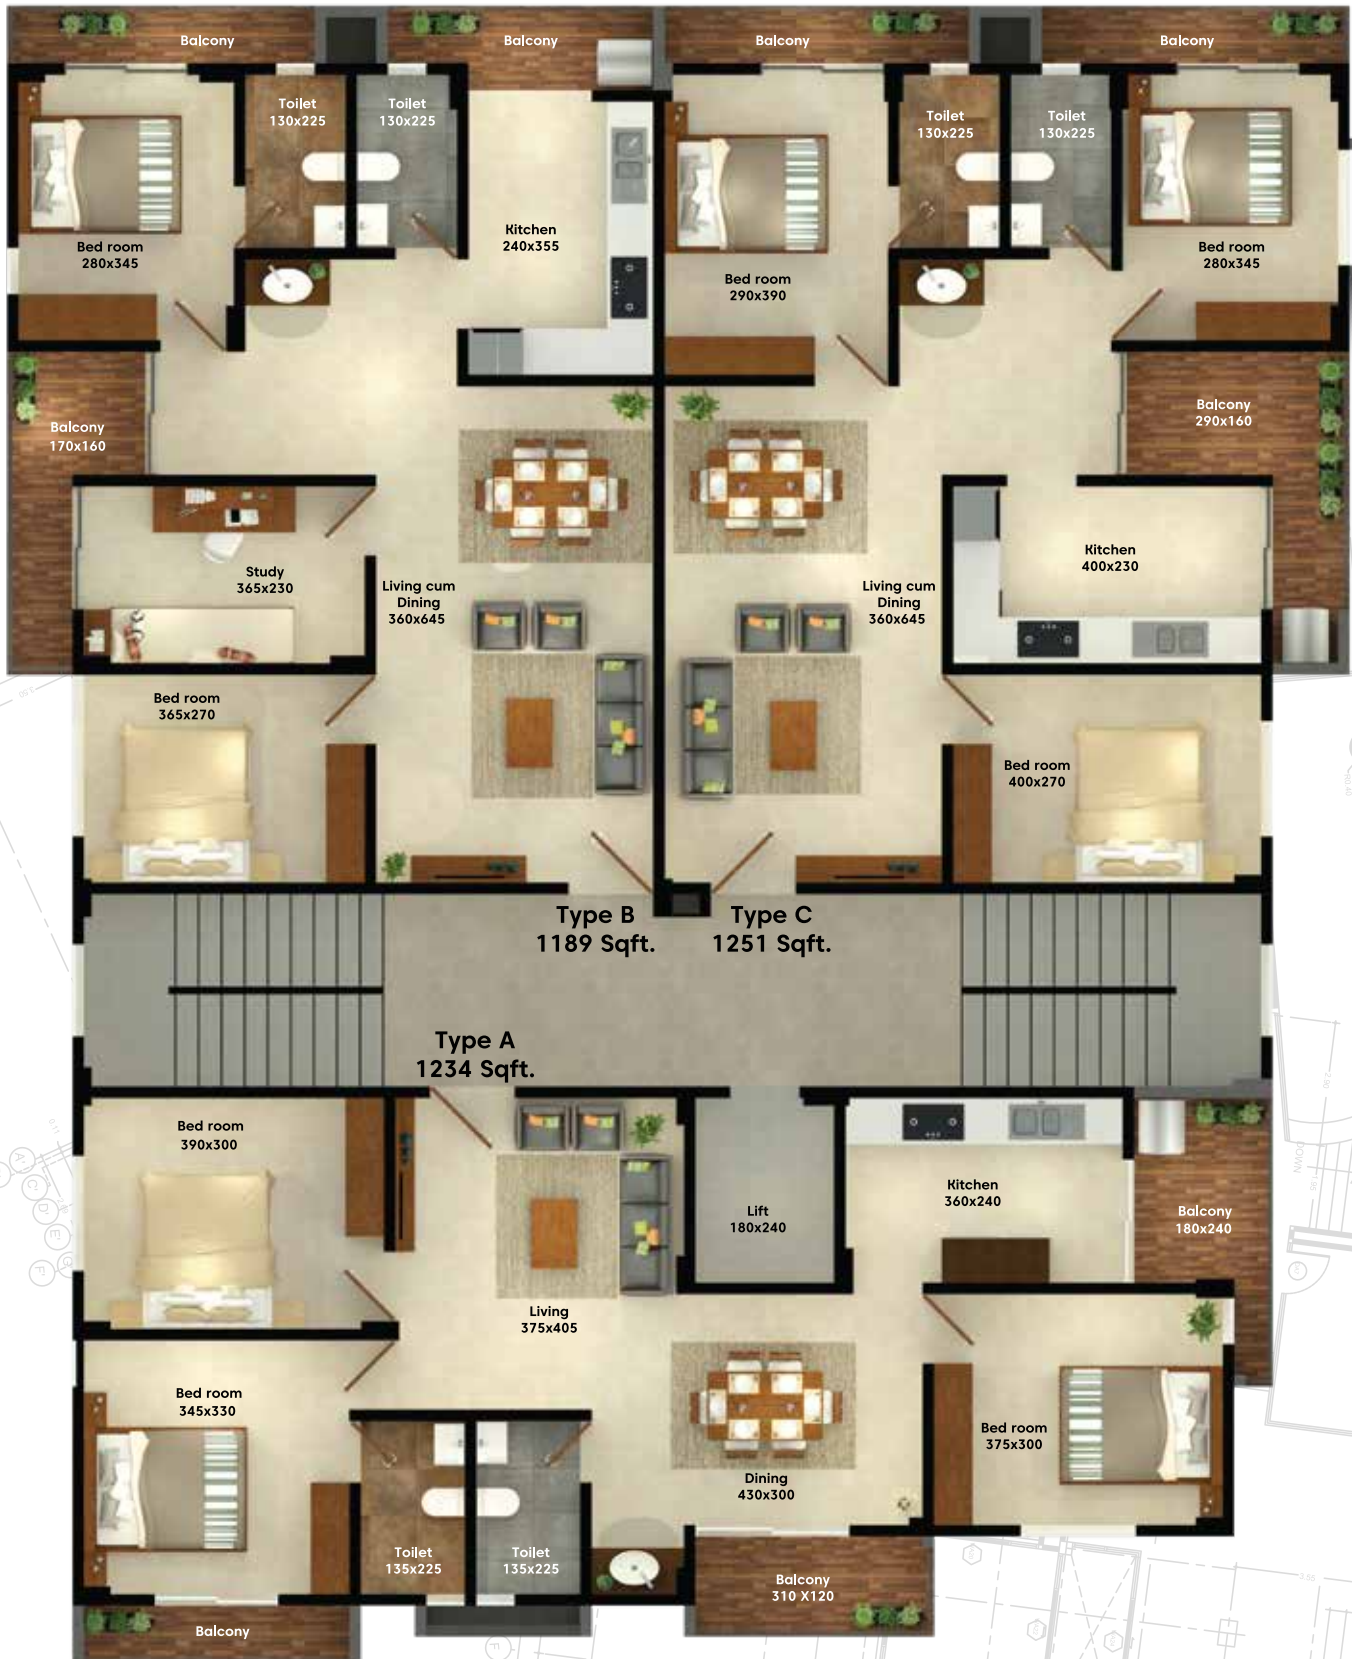 Balcony
Balcony
Balcony
Balcony
Toilet
130x225
Toilet
130x225
Toilet
130x225
Toilet
130x225
Kitchen
240x355
Bed room
280x345
Bed room
290x390
Bed room
280x345
Balcony
170x160
Balcony
290x160
Study
365x230
Living cum
Dining
360x645
Living cum
Dining
360x645
Kitchen
400x230
Bed room
365x270
Bed room
400x270
Type B
1189 Sqft.
Type C
1251 Sqft.
Type A
1234 Sqft.
Bed room
390x300
Lift
180x240
Kitchen
360x240
Balcony
180x240
Living
375x405
Bed room
345x330
Bed room
375x300
Dining
430x300
Toilet
135x225
Toilet
135x225
Balcony
310 X120
Balcony
DOWN